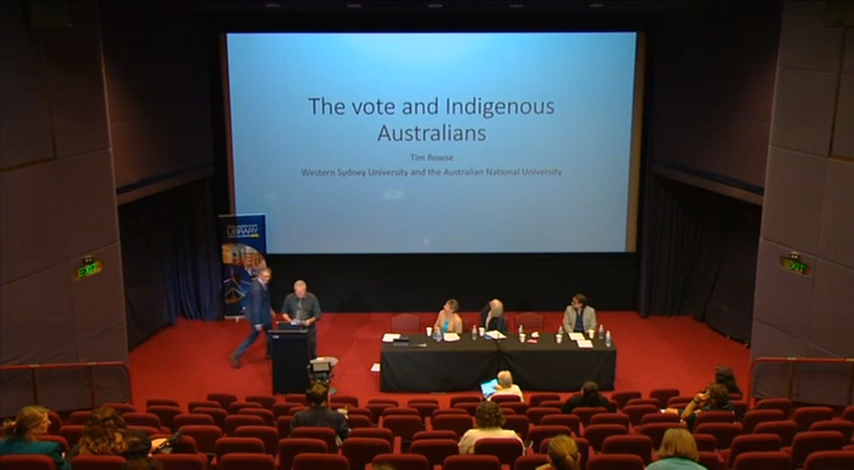 The vote and Indigenous
Australians
Tim Rowse
Western Sydney University and the Australian National University
LIBRARY
EXIT
EXIT